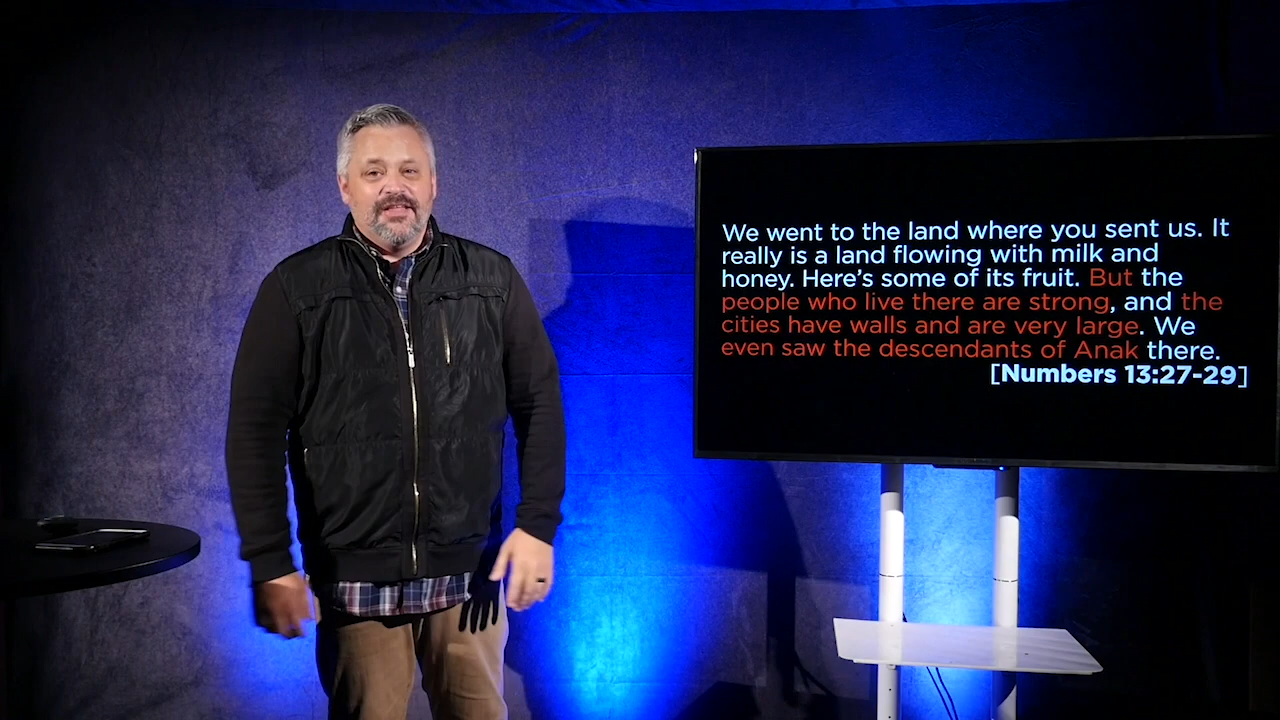 We went to the land where you sent us. It
really is a land flowing with milk and
honey. Here's some of its fruit. But the
people who live there are strong, and the
cities have walls and are very large. We
even saw the descendants of Anak there.
[Numbers 13:27-29]